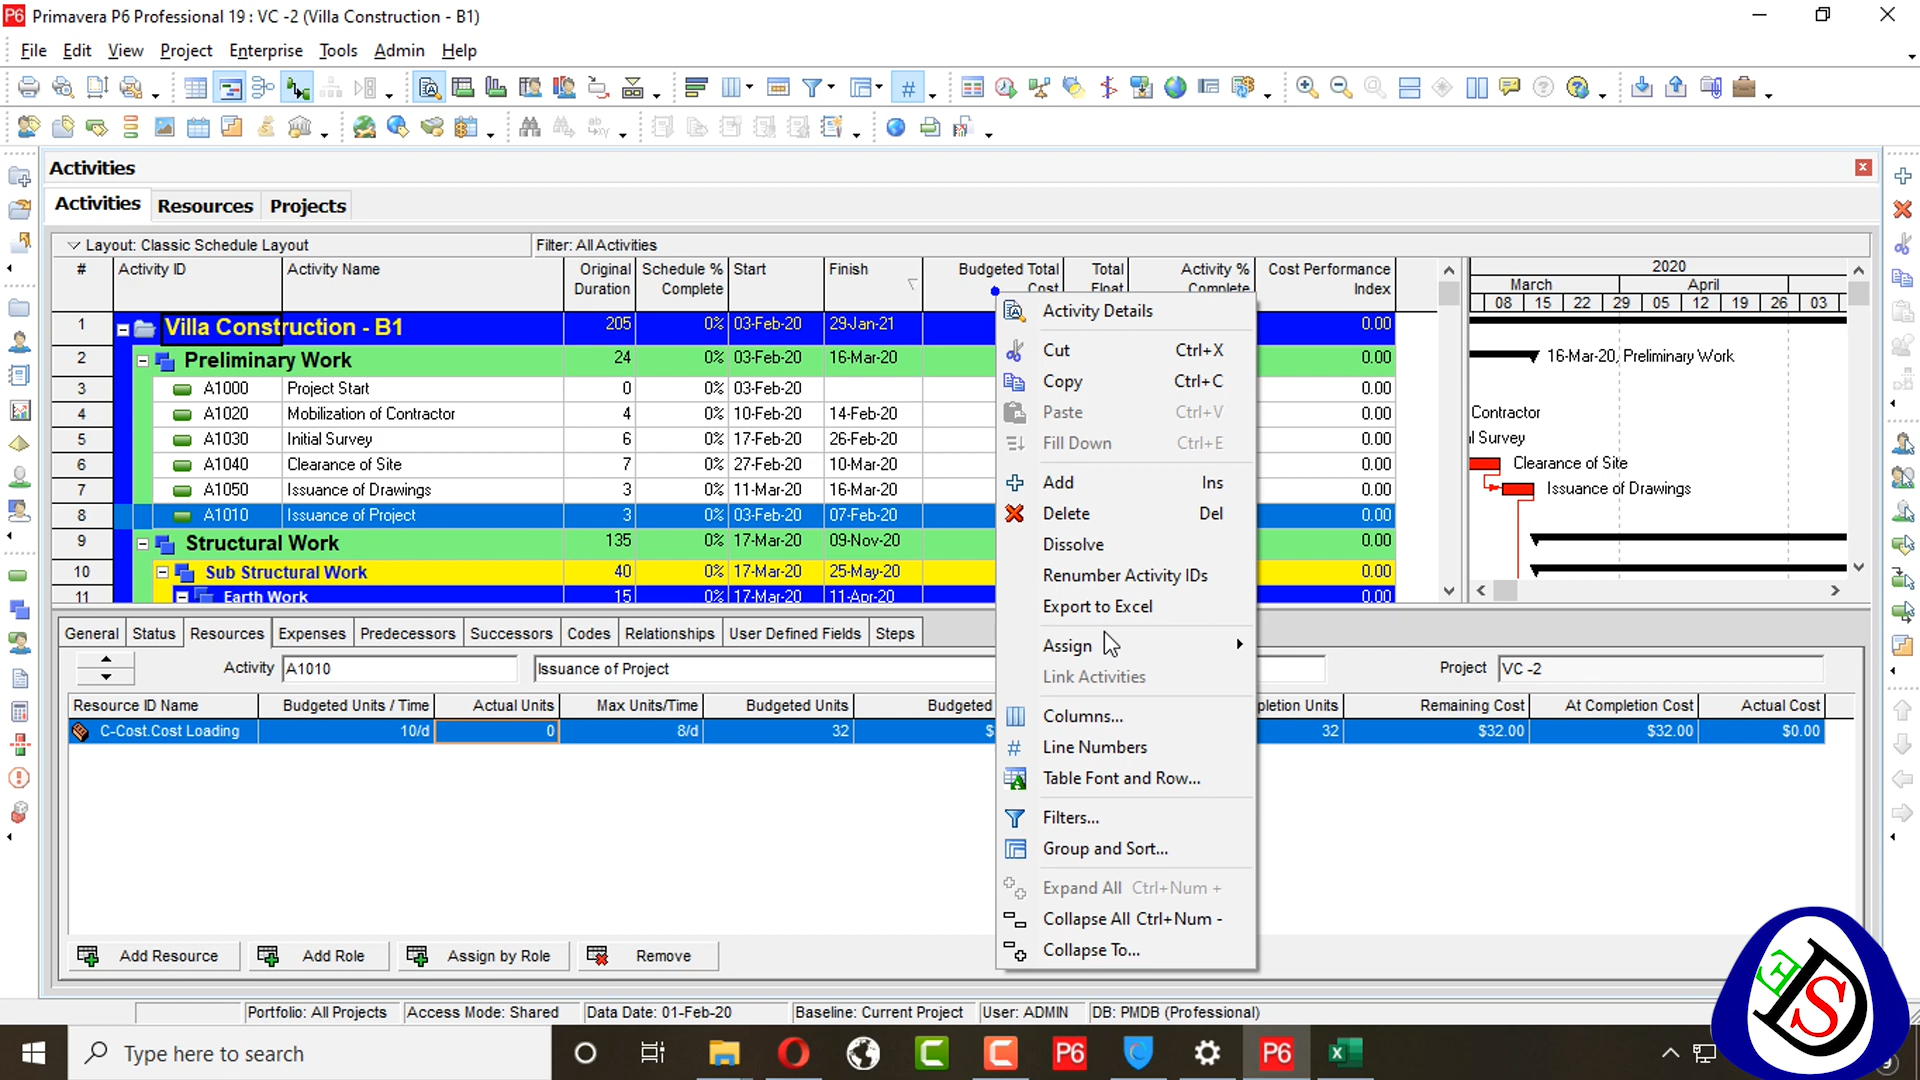 P6 Primavera P6 Professional 19 : VC -2 (Villa Construction - B1)
File Edit View Project Enterprise Tools Admin Help
Activities
Activities Resources Projects
Layout: Classic Schedule Layout Filter: All Activities
# Activity ID Activity Name Original Duration Schedule % Complete Start Finish Budgeted Total Cost Total Float Activity % Complete Cost Performance Index
2020
March April
08 15 22 29 05 12 19 26 03
1 Villa Construction - B1 205 0% 03-Feb-20 29-Jan-21 0.00
2 Preliminary Work 24 0% 03-Feb-20 16-Mar-20 0.00 16-Mar-20, Preliminary Work
3 A1000 Project Start 0 0% 03-Feb-20 0.00
4 A1020 Mobilization of Contractor 4 0% 10-Feb-20 14-Feb-20 0.00 Contractor
5 A1030 Initial Survey 6 0% 17-Feb-20 26-Feb-20 0.00 l Survey
6 A1040 Clearance of Site 7 0% 27-Feb-20 10-Mar-20 0.00 Clearance of Site
7 A1050 Issuance of Drawings 3 0% 11-Mar-20 16-Mar-20 0.00 Issuance of Drawings
8 A1010 Issuance of Project 3 0% 03-Feb-20 07-Feb-20 0.00
9 Structural Work 135 0% 17-Mar-20 09-Nov-20 0.00
10 Sub Structural Work 40 0% 17-Mar-20 25-May-20 0.00
11 Earth Work 15 0% 17-Mar-20 11-Apr-20 0.00
Activity Details
Cut Ctrl+X
Copy Ctrl+C
Paste Ctrl+V
Fill Down Ctrl+E
Add Ins
Delete Del
Dissolve
Renumber Activity IDs
Export to Excel
Assign
Link Activities
Columns...
Line Numbers
Table Font and Row...
Filters...
Group and Sort...
Expand All Ctrl+Num +
Collapse All Ctrl+Num -
Collapse To...
General Status Resources Expenses Predecessors Successors Codes Relationships User Defined Fields Steps
Activity A1010 Issuance of Project Project VC -2
Resource ID Name Budgeted Units / Time Actual Units Max Units/Time Budgeted Units Budgeted pletion Units Remaining Cost At Completion Cost Actual Cost
C-Cost.Cost Loading 10/d 0 8/d 32 $ 32 $32.00 $32.00 $0.00
Add Resource Add Role Assign by Role Remove
Portfolio: All Projects Access Mode: Shared Data Date: 01-Feb-20 Baseline: Current Project User: ADMIN DB: PMDB (Professional)
Type here to search P6 P6